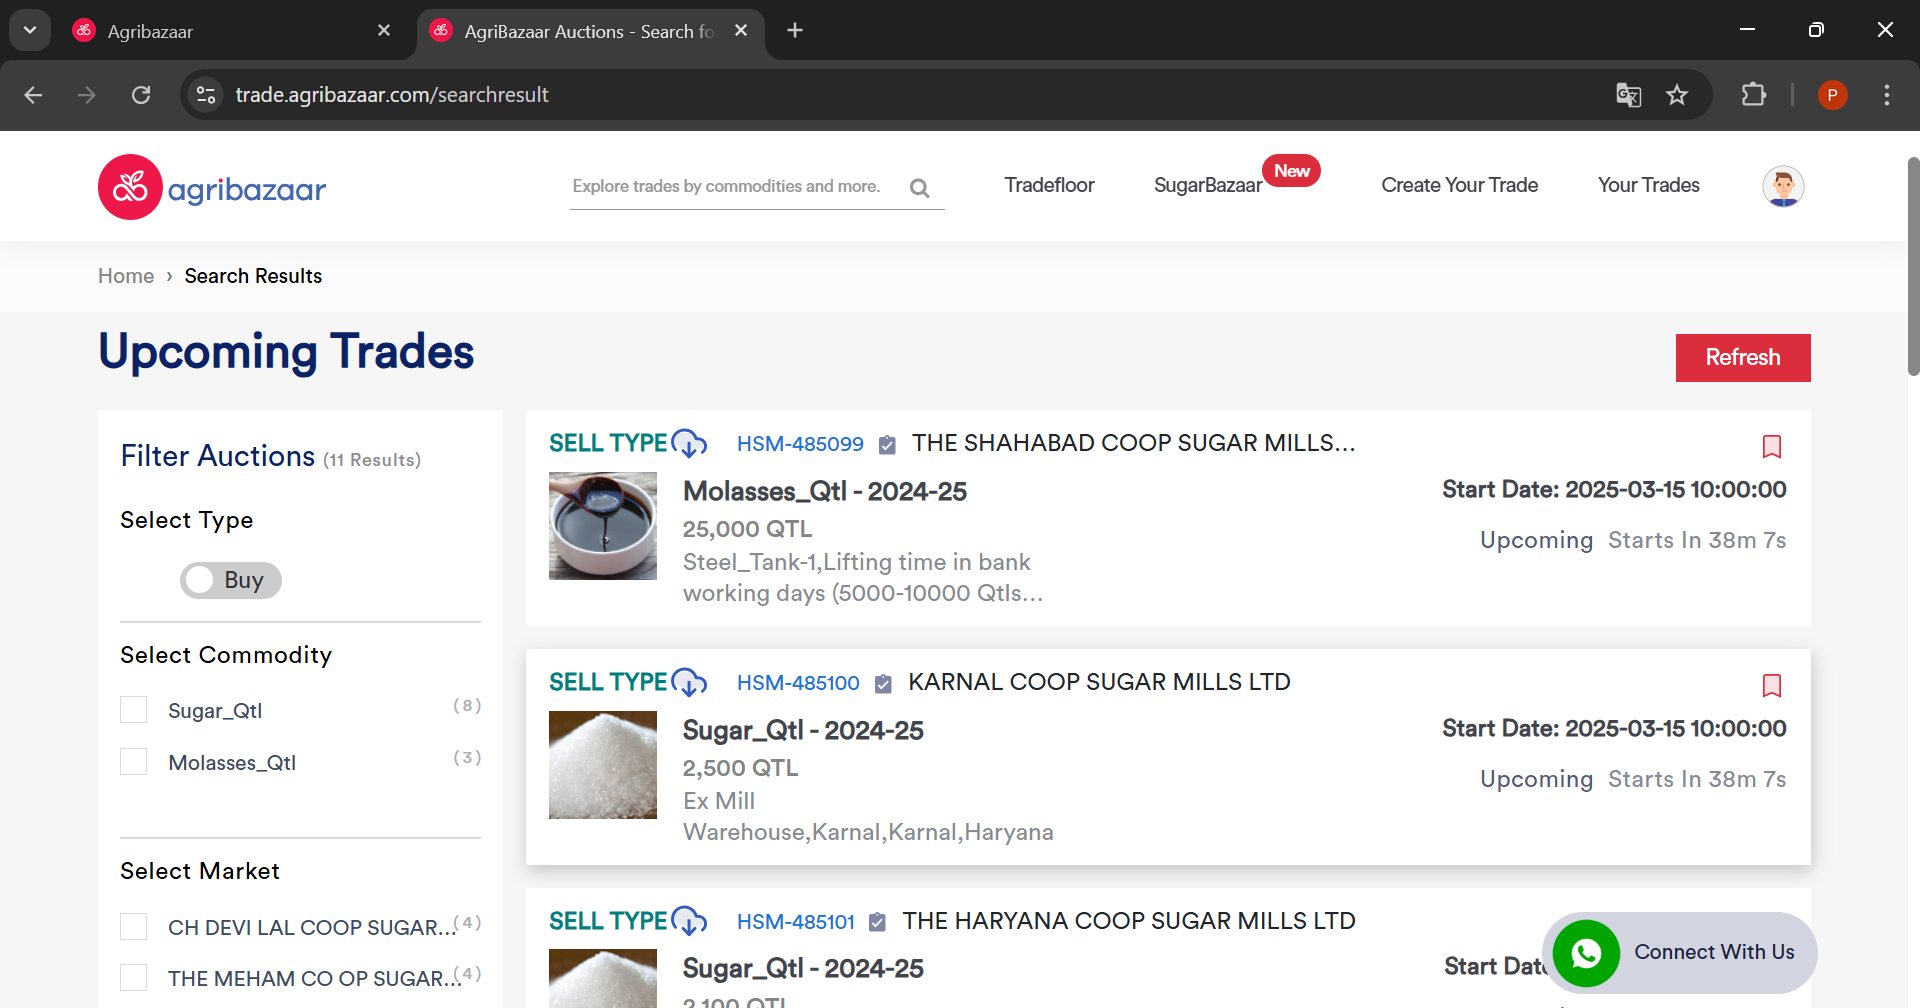 Agribazaar
AgriBazaar Auctions - Search fo
trade.agribazaar.com/searchresult
P
agribazaar
Explore trades by commodities and more.
Tradefloor
SugarBazaar
New
Create Your Trade
Your Trades
Home › Search Results
Upcoming Trades
Refresh
Filter Auctions (11 Results)
Select Type
Buy
Select Commodity
Sugar_Qtl (8)
Molasses_Qtl (3)
Select Market
CH DEVI LAL COOP SUGAR... (4)
THE MEHAM CO OP SUGAR... (4)
SELL TYPE HSM-485099 THE SHAHABAD COOP SUGAR MILLS...
Molasses_Qtl - 2024-25
25,000 QTL
Steel_Tank-1,Lifting time in bank
working days (5000-10000 Qtls...
Start Date: 2025-03-15 10:00:00
Upcoming Starts In 38m 7s
SELL TYPE HSM-485100 KARNAL COOP SUGAR MILLS LTD
Sugar_Qtl - 2024-25
2,500 QTL
Ex Mill
Warehouse,Karnal,Karnal,Haryana
Start Date: 2025-03-15 10:00:00
Upcoming Starts In 38m 7s
SELL TYPE HSM-485101 THE HARYANA COOP SUGAR MILLS LTD
Sugar_Qtl - 2024-25
2,100 QTL
Start Date
Connect With Us